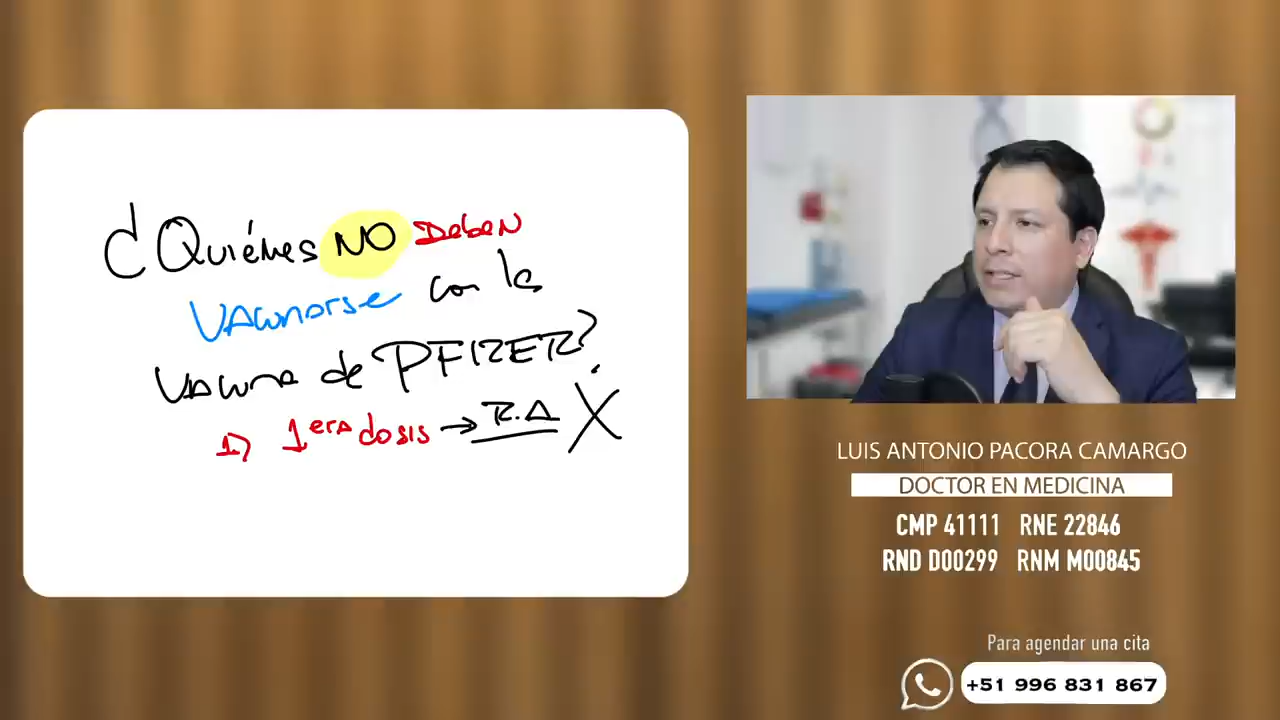 ¿Quiénes NO Deben
Vacunarse con la
Vacuna de PFIZER?
1) 1era dosis → R.A X
LUIS ANTONIO PACORA CAMARGO
DOCTOR EN MEDICINA
CMP 41111 RNE 22846
RND D00299 RNM M00845
Para agendar una cita
+51 996 831 867